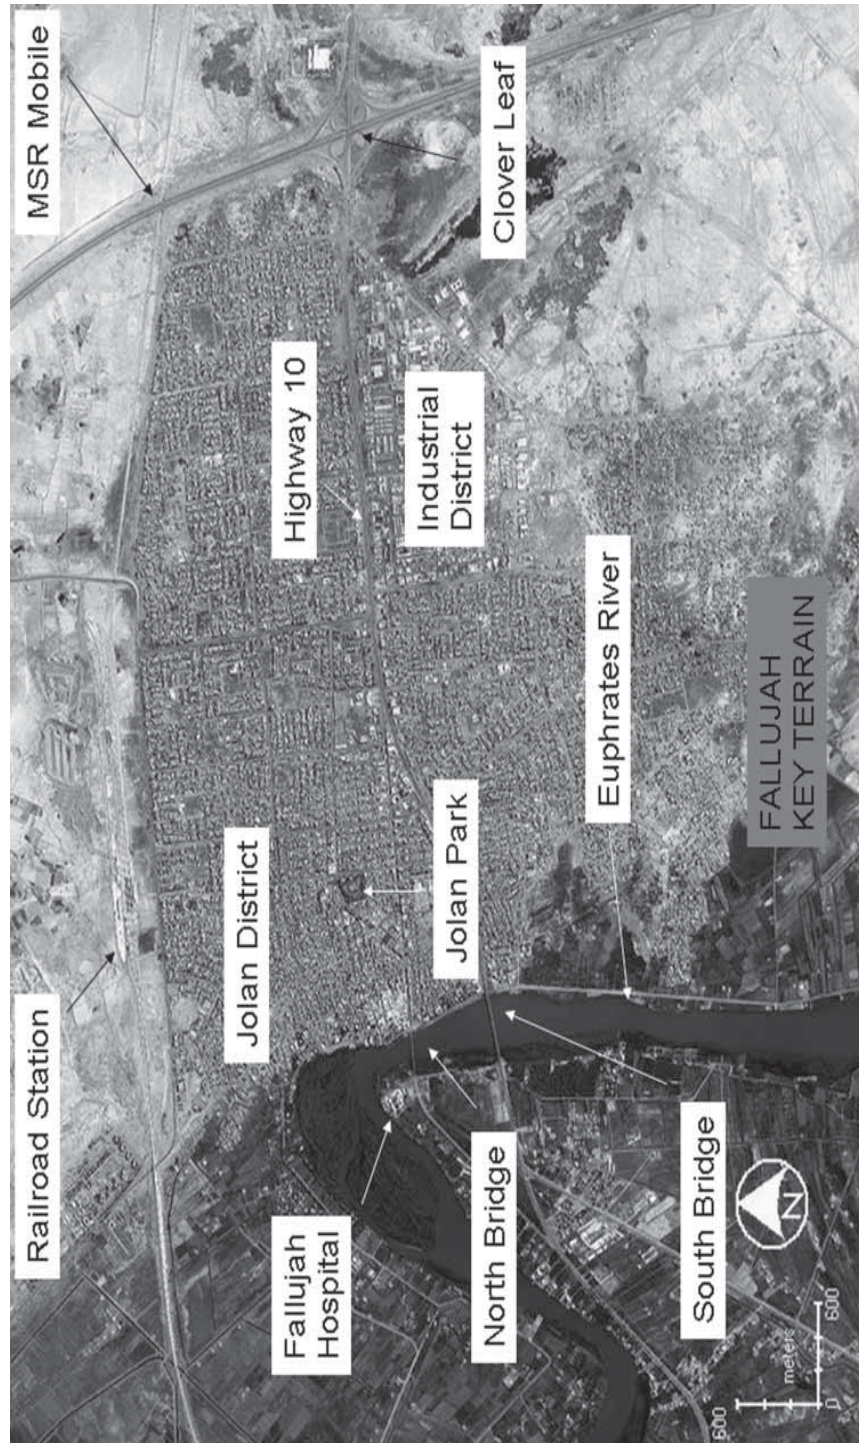 Railroad Station
MSR Mobile
Jolan District
Highway 10
Fallujah
Hospital
Clover Leaf
Industrial
District
Jolan Park
North Bridge
Euphrates River
South Bridge
FALLUJAH
KEY TERRAIN
N
600
meters
0
600